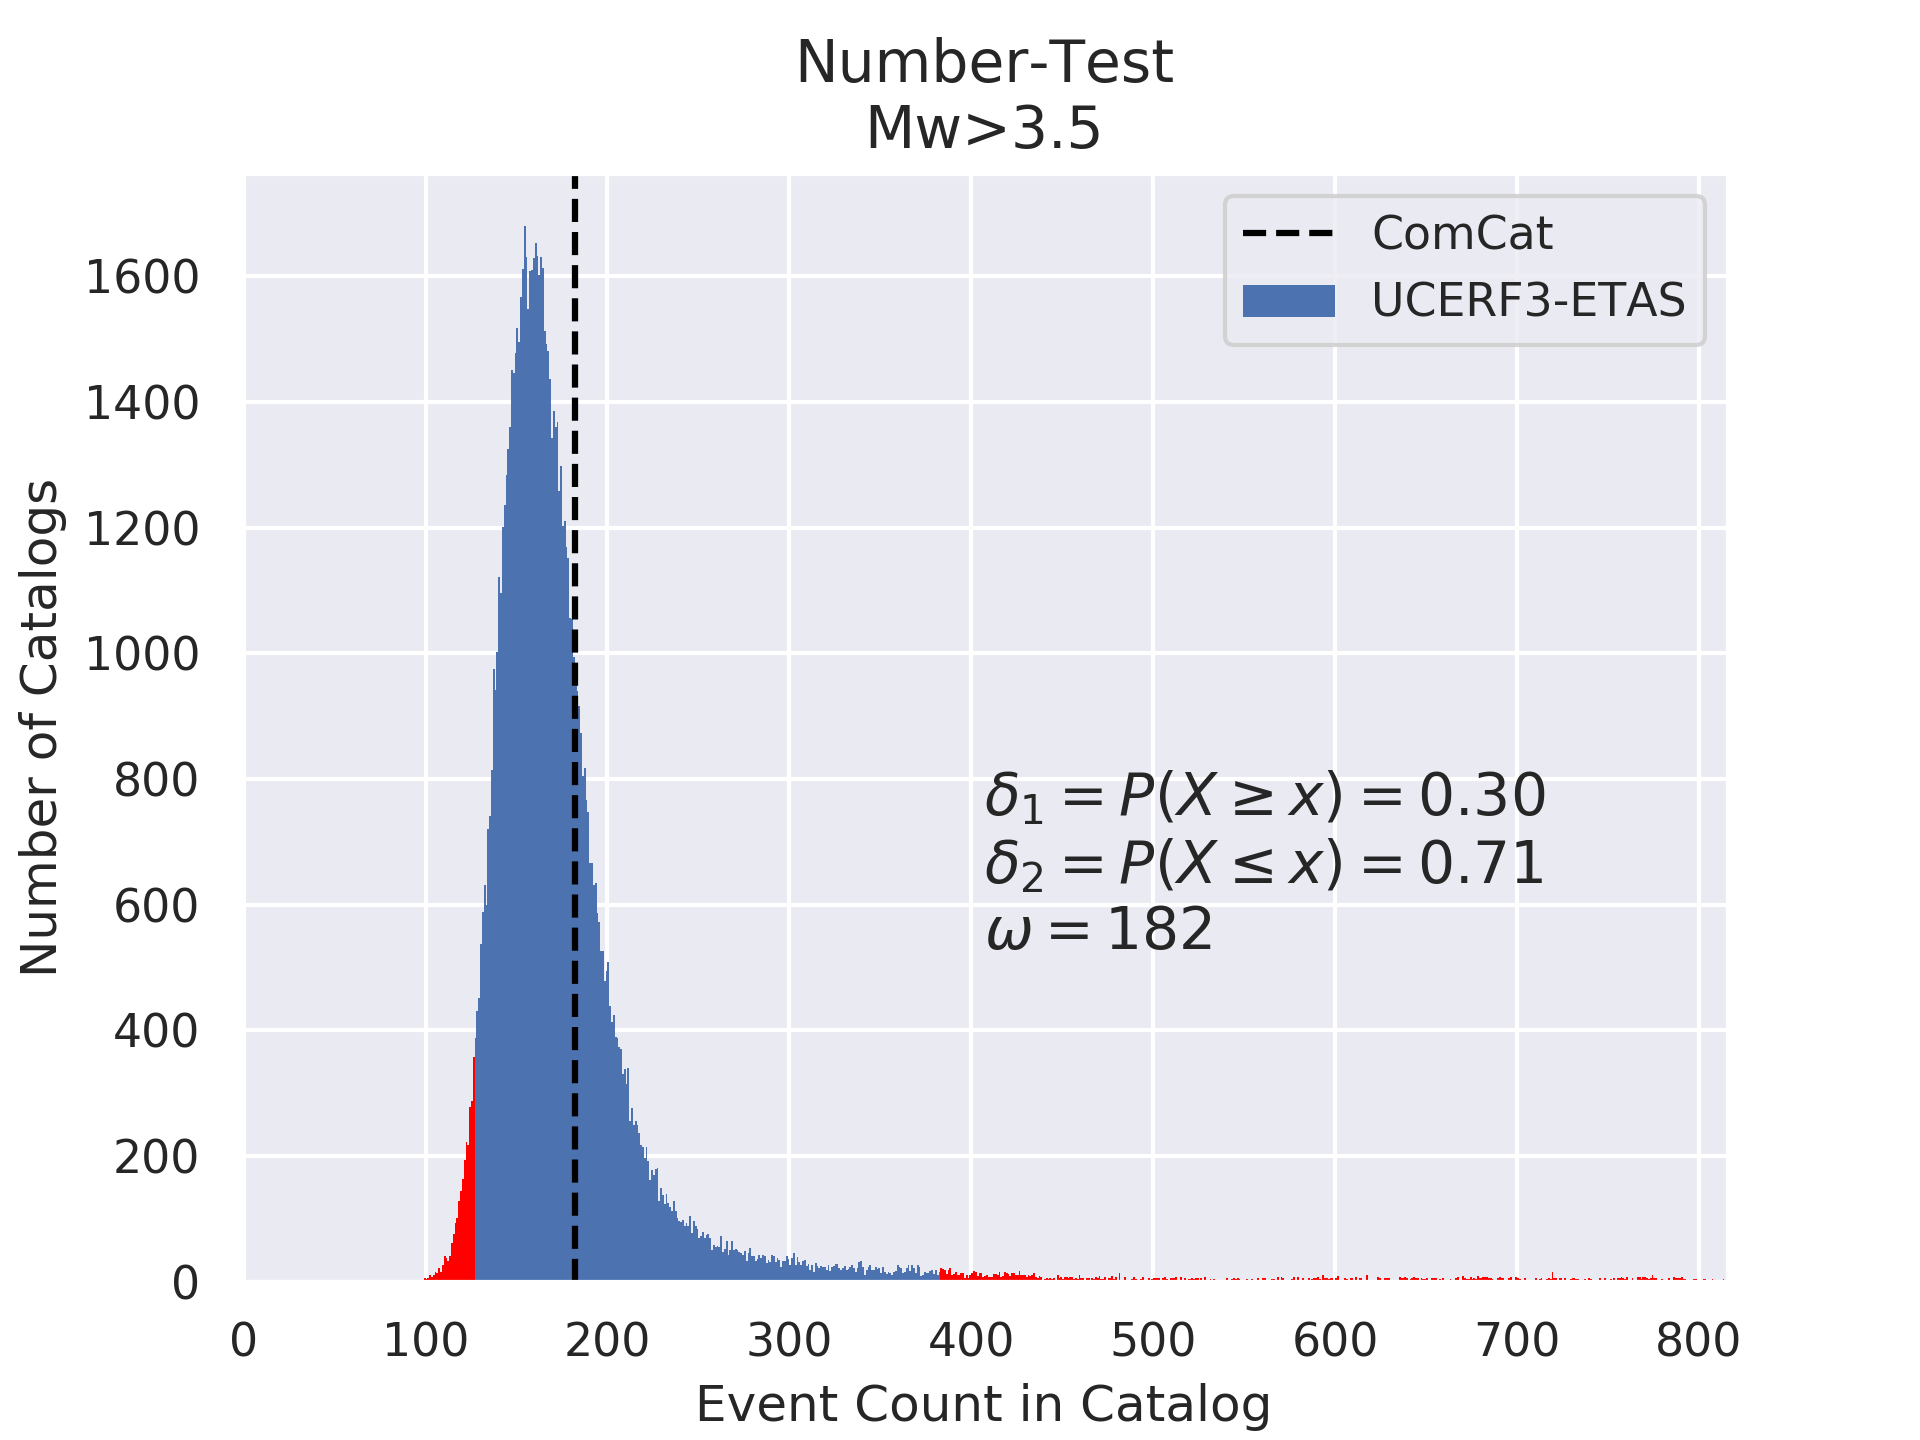 Number-Test
Mw>3.5
ComCat
UCERF3-ETAS
Number of Catalogs
1600
1400
1200
1000
800
600
400
200
0
δ₁ = P(X ≥ x) = 0.30
δ₂ = P(X ≤ x) = 0.71
ω = 182
0 100 200 300 400 500 600 700 800
Event Count in Catalog